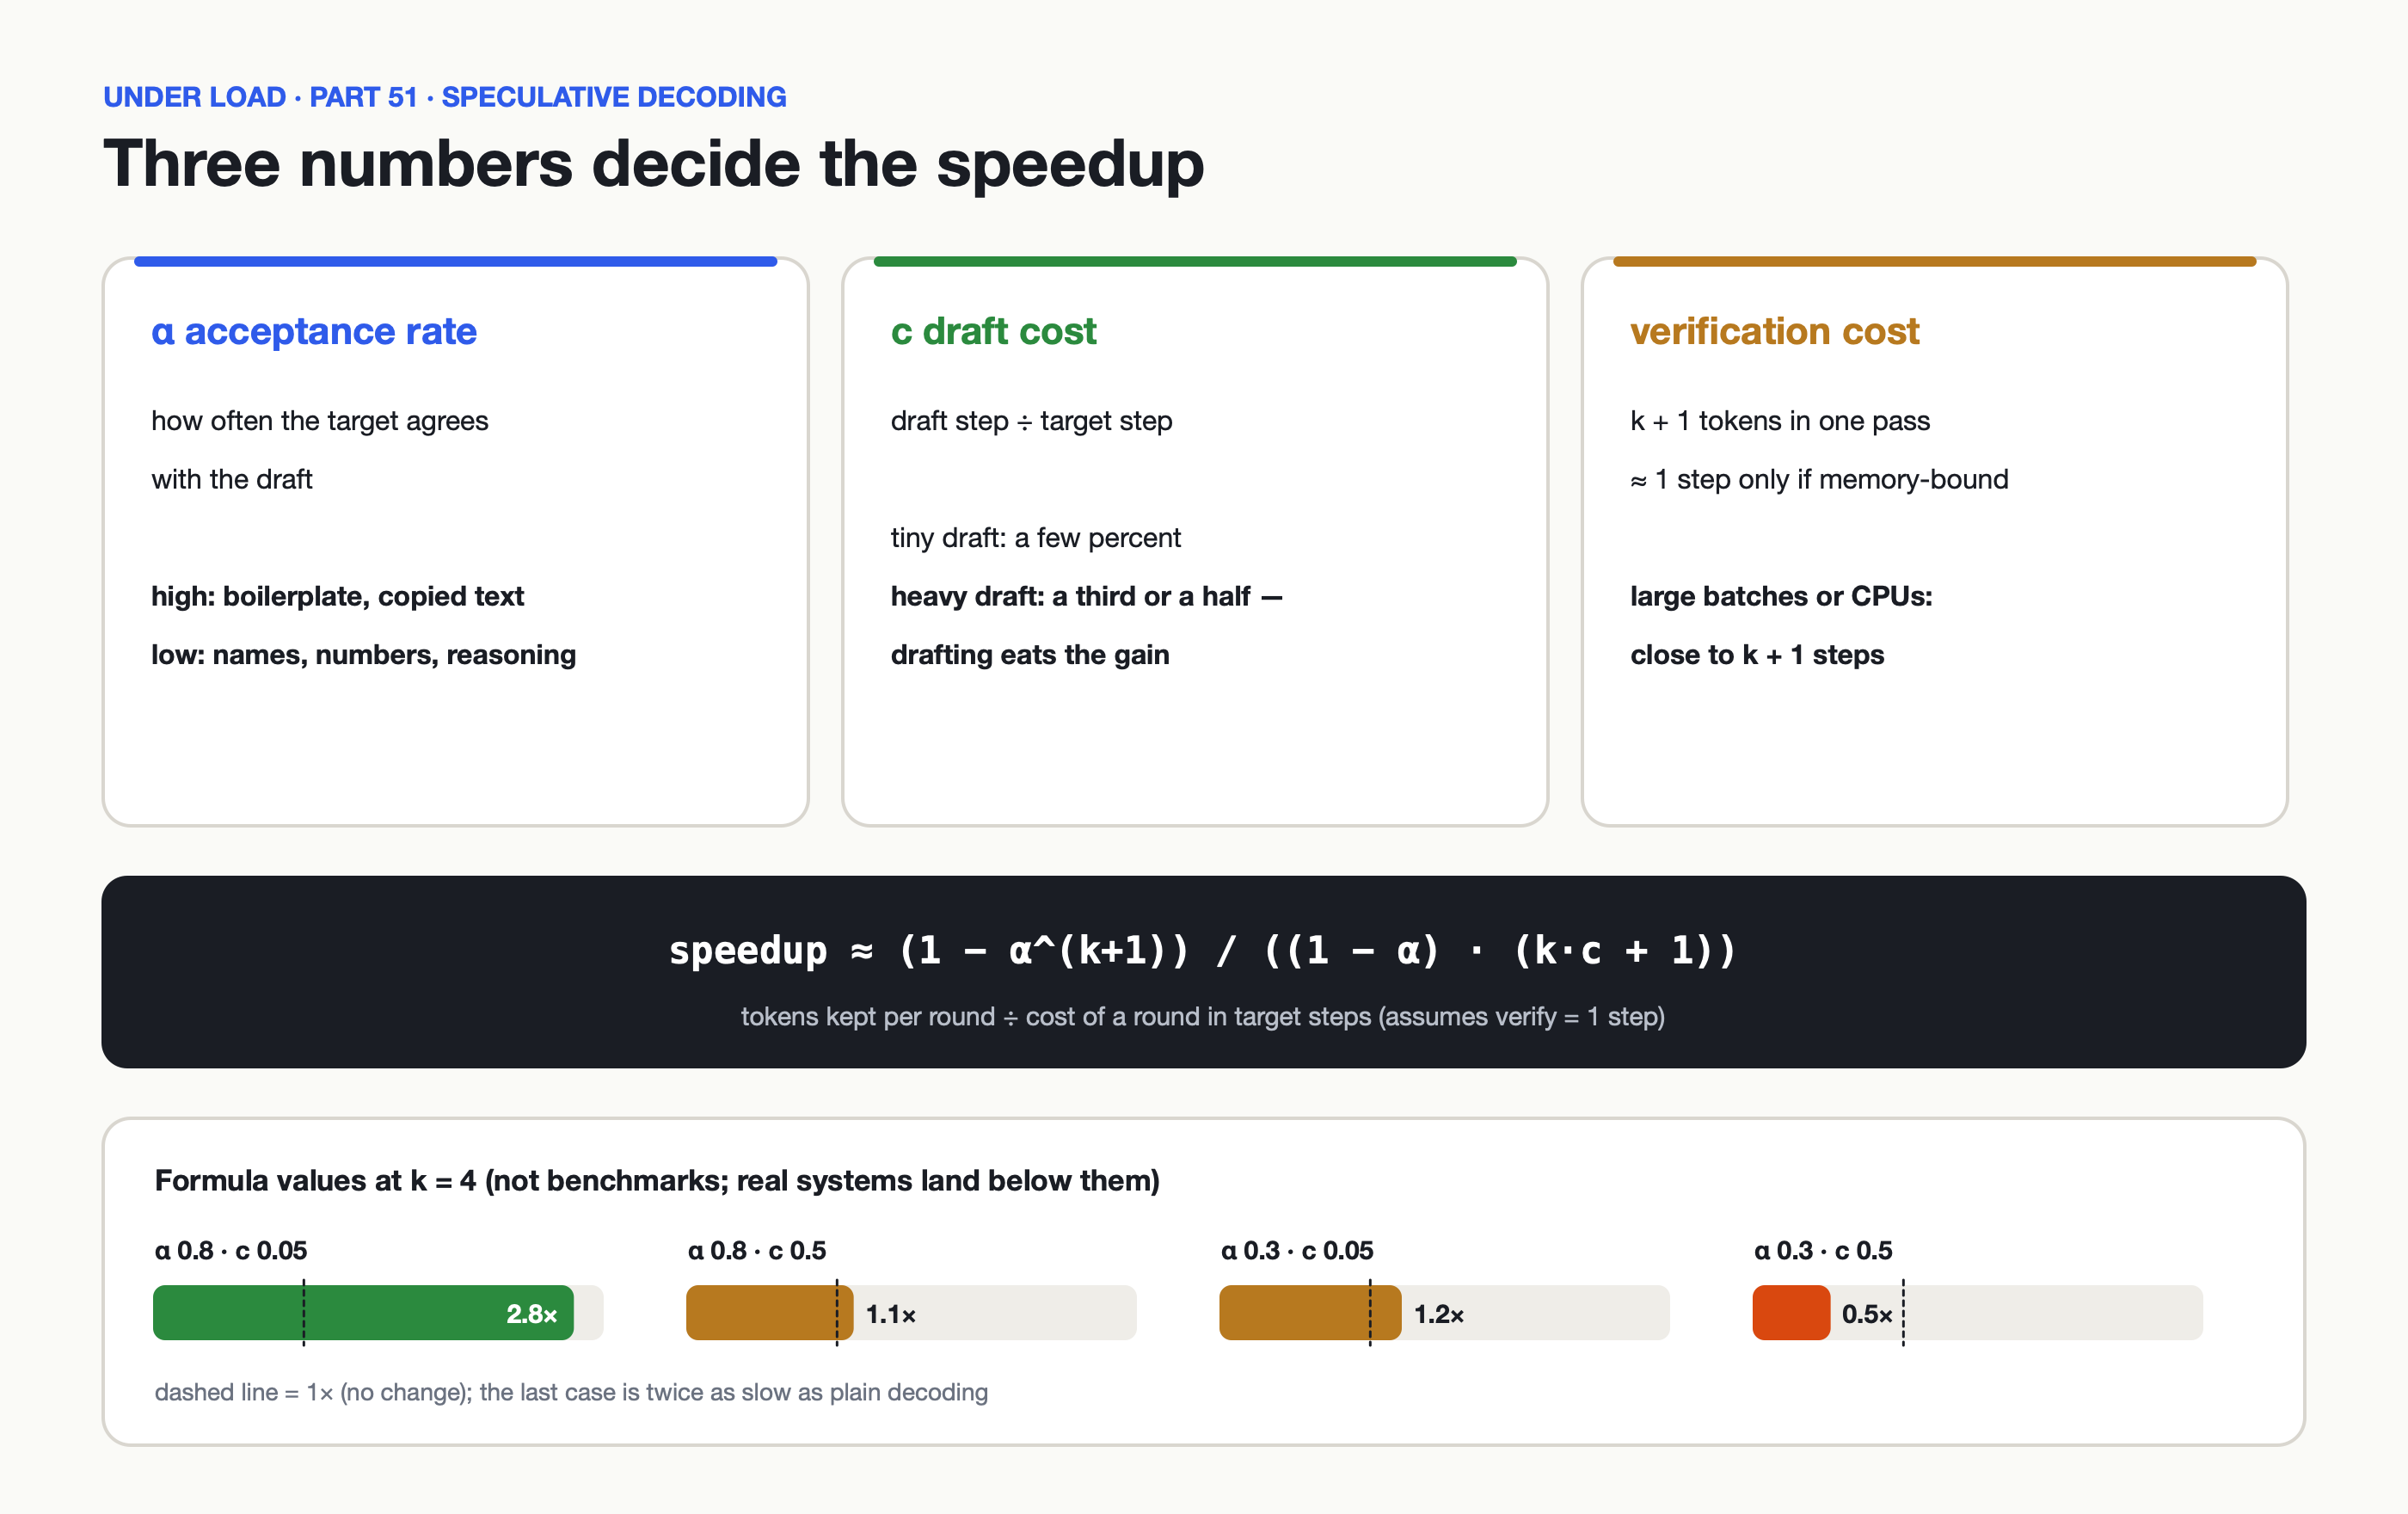 UNDER LOAD · PART 51 · SPECULATIVE DECODING
Three numbers decide the speedup
α acceptance rate
how often the target agrees
with the draft
high: boilerplate, copied text
low: names, numbers, reasoning
c draft cost
draft step ÷ target step
tiny draft: a few percent
heavy draft: a third or a half —
drafting eats the gain
verification cost
k + 1 tokens in one pass
≈ 1 step only if memory-bound
large batches or CPUs:
close to k + 1 steps
speedup ≈ (1 − α^(k+1)) / ((1 − α) · (k·c + 1))
tokens kept per round ÷ cost of a round in target steps (assumes verify = 1 step)
Formula values at k = 4 (not benchmarks; real systems land below them)
α 0.8 · c 0.05
2.8×
α 0.8 · c 0.5
1.1×
α 0.3 · c 0.05
1.2×
α 0.3 · c 0.5
0.5×
dashed line = 1× (no change); the last case is twice as slow as plain decoding